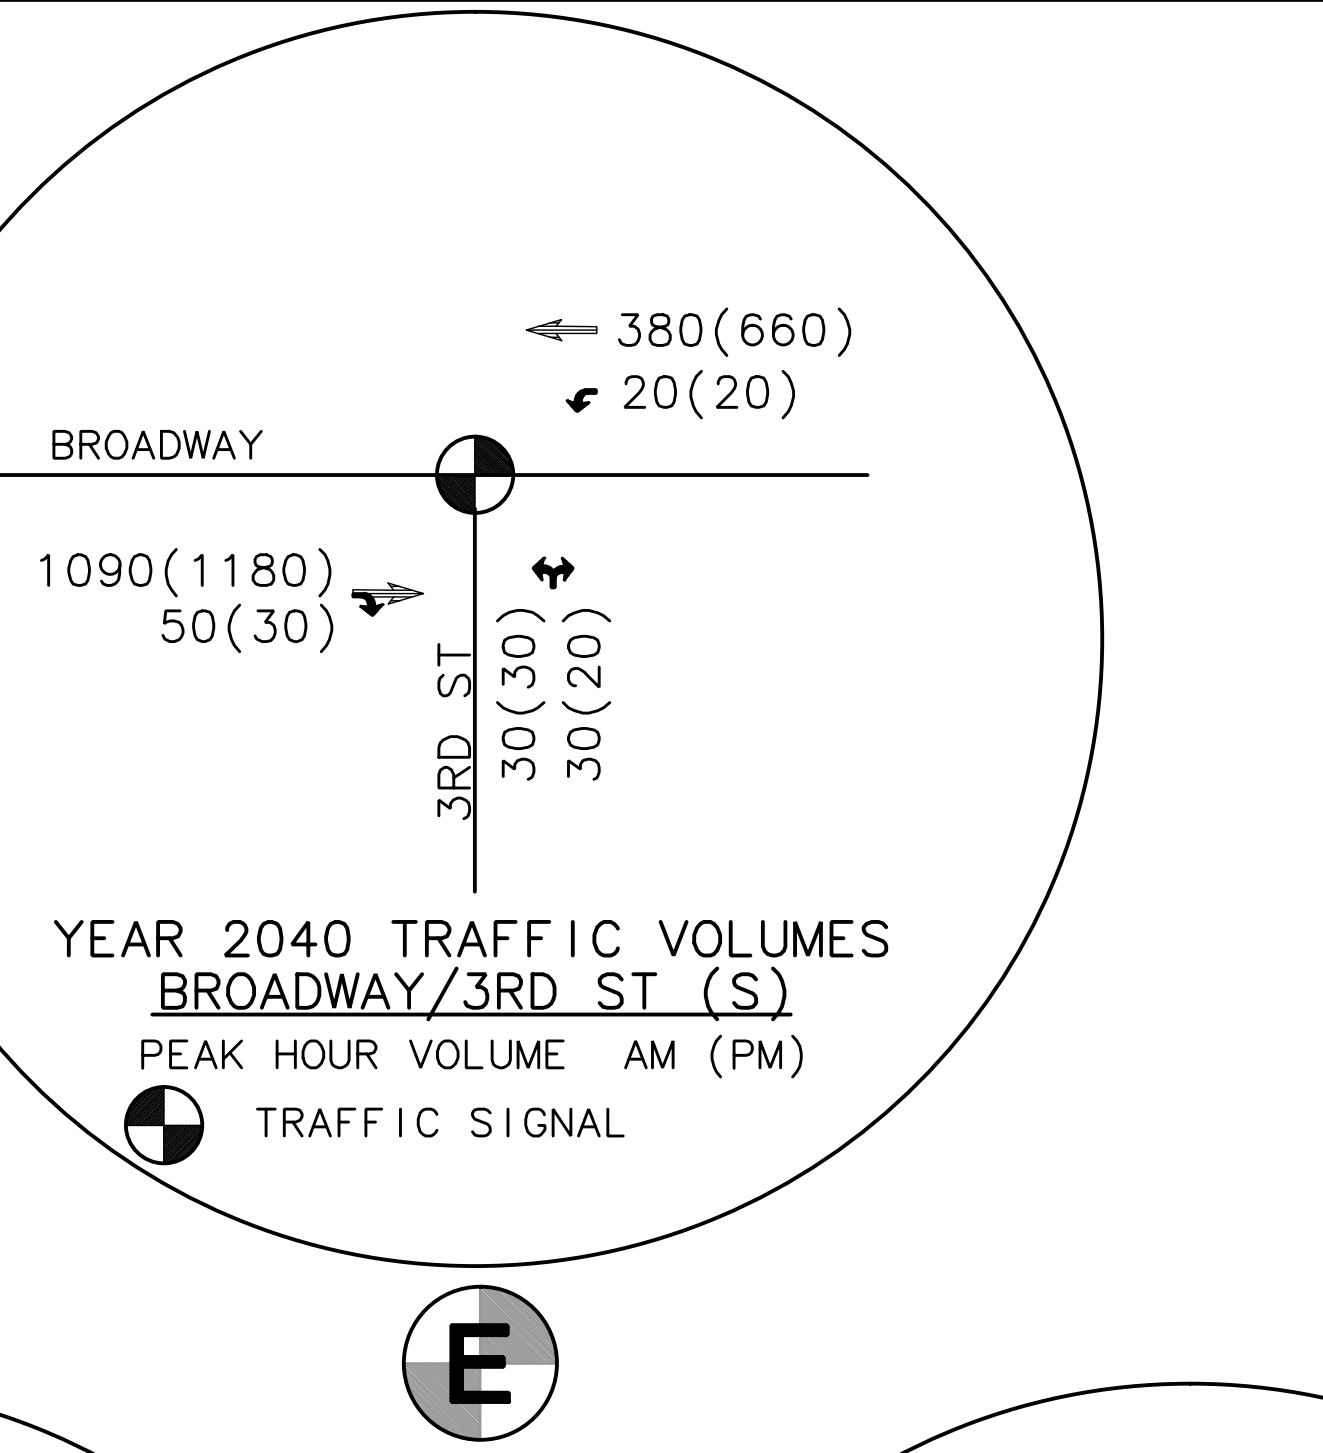 380(660)
20(20)
BROADWAY
1090(1180)
50(30)
3RD ST
30(30)
30(20)
YEAR 2040 TRAFFIC VOLUMES
BROADWAY/3RD ST (S)
PEAK HOUR VOLUME AM (PM)
TRAFFIC SIGNAL
E